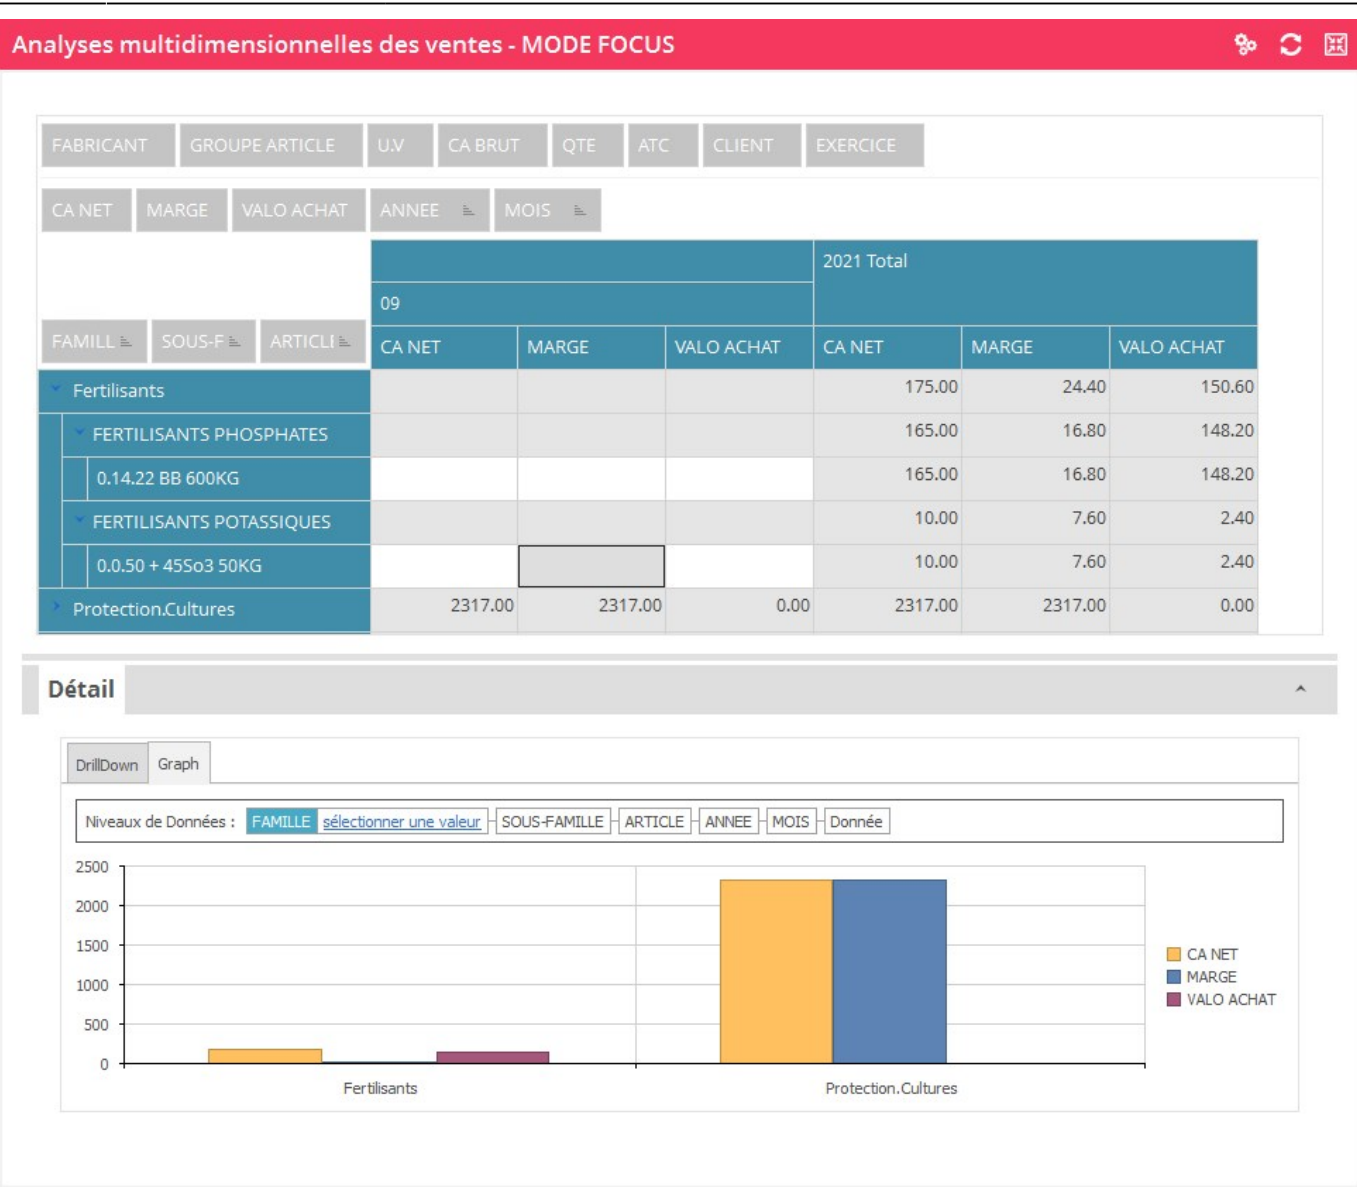 Analyses multidimensionnelles des ventes - MODE FOCUS
FABRICANT GROUPE ARTICLE U.V CA BRUT QTE ATC CLIENT EXERCICE
CA NET MARGE VALO ACHAT ANNEE MOIS
2021 Total
09
FAMILL SOUS-F ARTICLE CA NET MARGE VALO ACHAT CA NET MARGE VALO ACHAT
Fertilisants 175.00 24.40 150.60
FERTILISANTS PHOSPHATES 165.00 16.80 148.20
0.14.22 BB 600KG 165.00 16.80 148.20
FERTILISANTS POTASSIQUES 10.00 7.60 2.40
0.0.50 + 45So3 50KG 10.00 7.60 2.40
Protection.Cultures 2317.00 2317.00 0.00 2317.00 2317.00 0.00
Détail
DrillDown Graph
Niveaux de Données : FAMILLE sélectionner une valeur SOUS-FAMILLE ARTICLE ANNEE MOIS Donnée
2500
2000
1500
1000
500
0
CA NET
MARGE
VALO ACHAT
Fertilisants Protection.Cultures